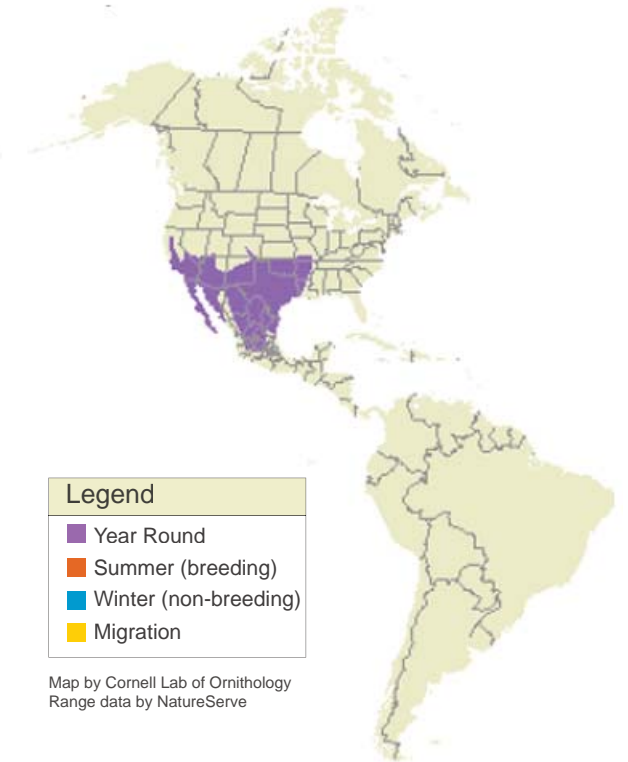 Legend
Year Round
Summer (breeding)
Winter (non-breeding)
Migration
Map by Cornell Lab of Ornithology
Range data by NatureServe